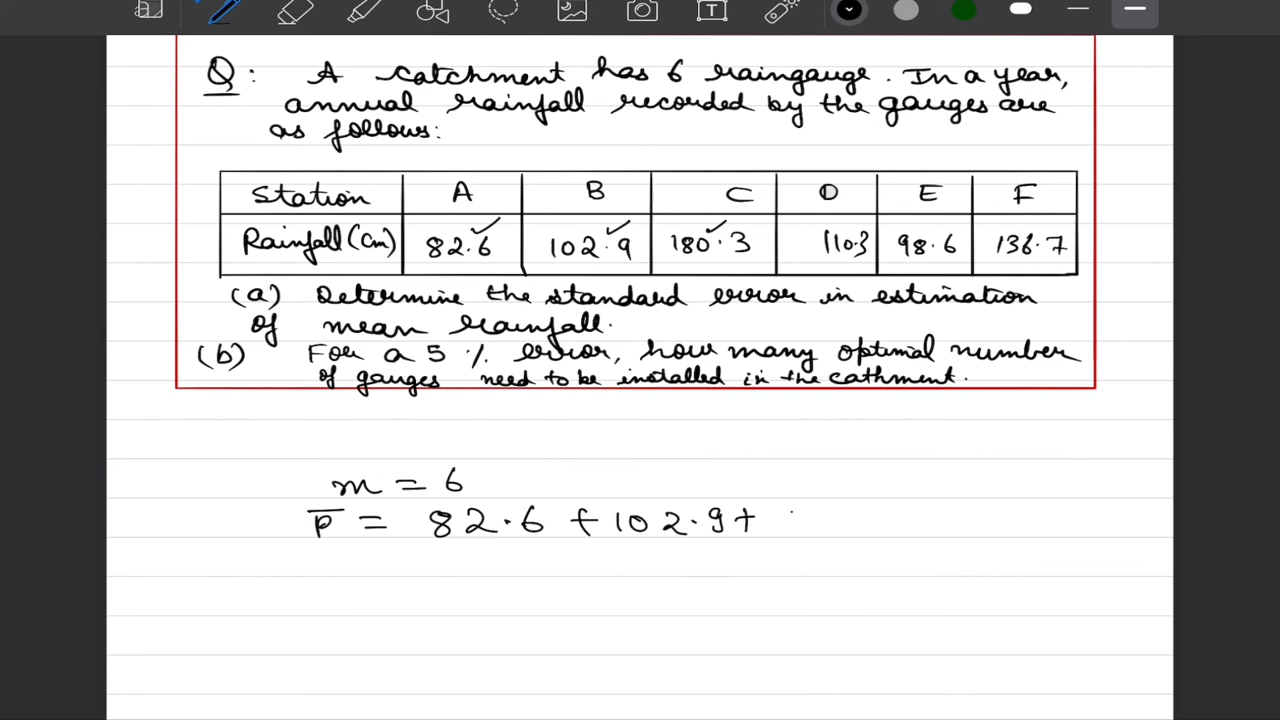 Q: A catchment has 6 raingauge. In a year,
annual rainfall recorded by the gauges are
as follows:
Station A B C D E F
Rainfall (Cm) 82.6 102.9 180.3 110.3 98.6 136.7
(a) Determine the standard error in estimation
of mean rainfall.
(b) For a 5 % error, how many optimal number
of gauges need to be installed in the cathment.
m = 6
P̅ = 82.6 + 102.9 +